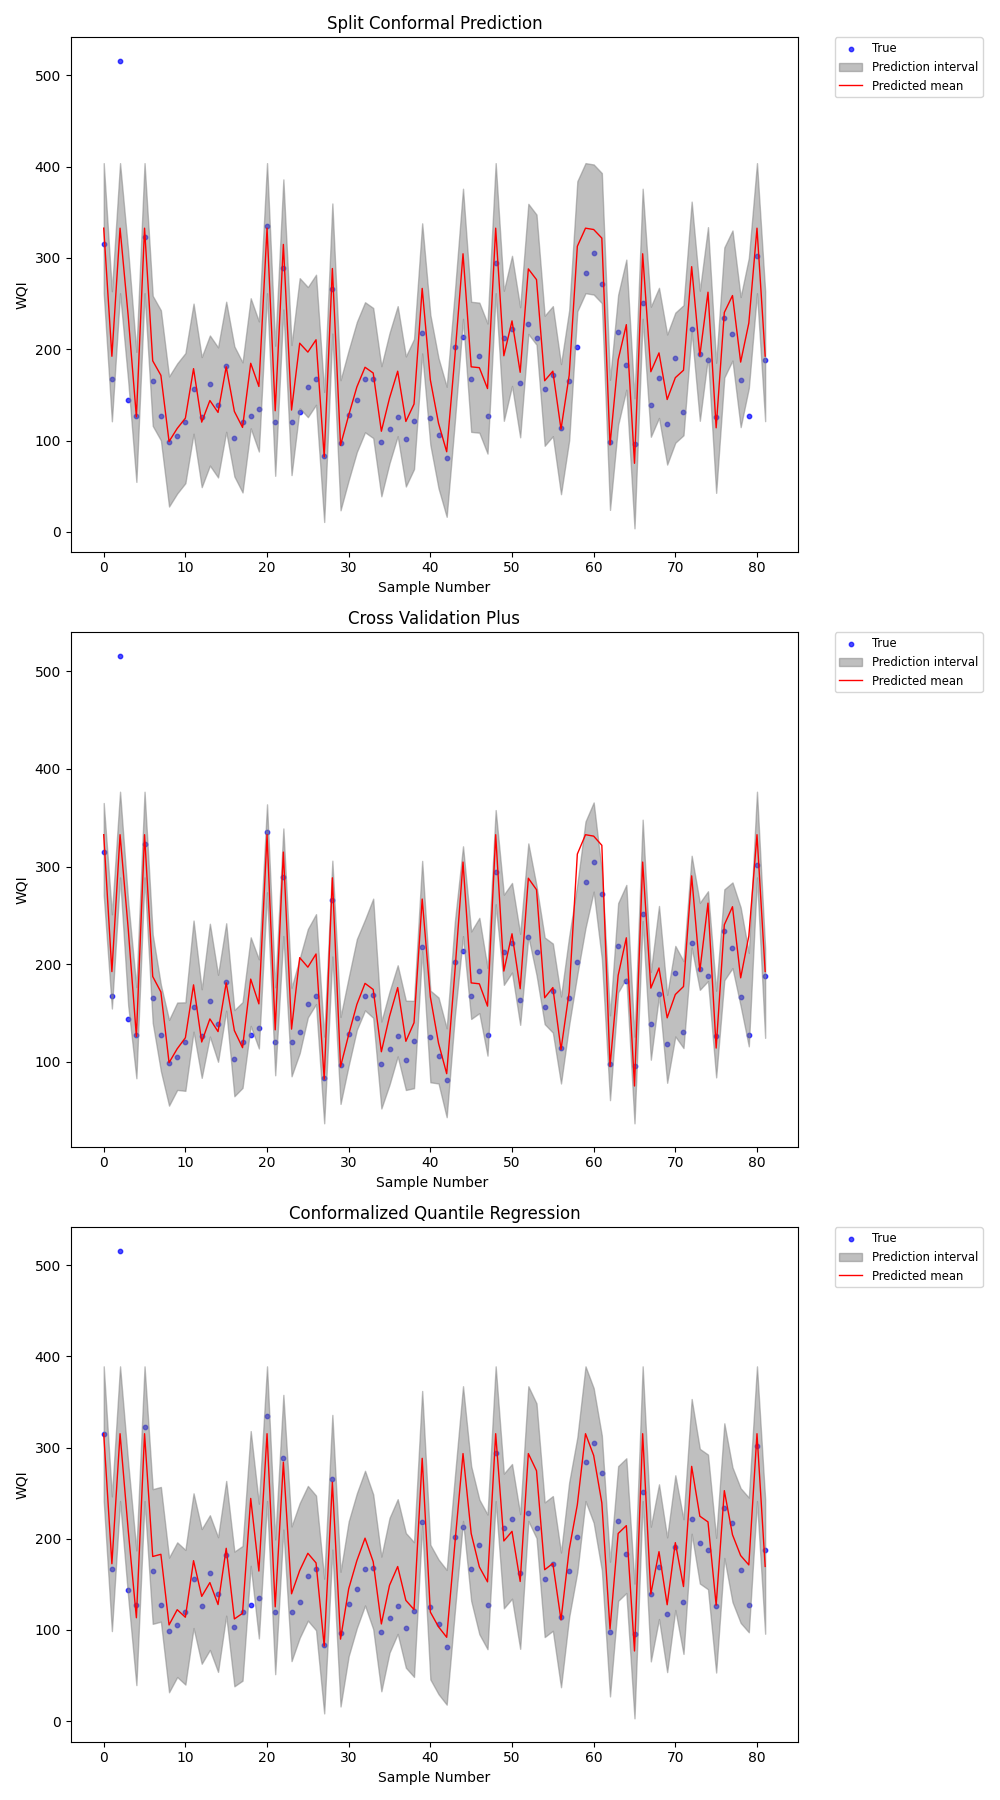 Split Conformal Prediction
500
400
300
200
100
0
WQI
0 10 20 30 40 50 60 70 80
Sample Number
True
Prediction interval
Predicted mean
Cross Validation Plus
500
400
300
200
100
WQI
0 10 20 30 40 50 60 70 80
Sample Number
True
Prediction interval
Predicted mean
Conformalized Quantile Regression
500
400
300
200
100
0
WQI
0 10 20 30 40 50 60 70 80
Sample Number
True
Prediction interval
Predicted mean